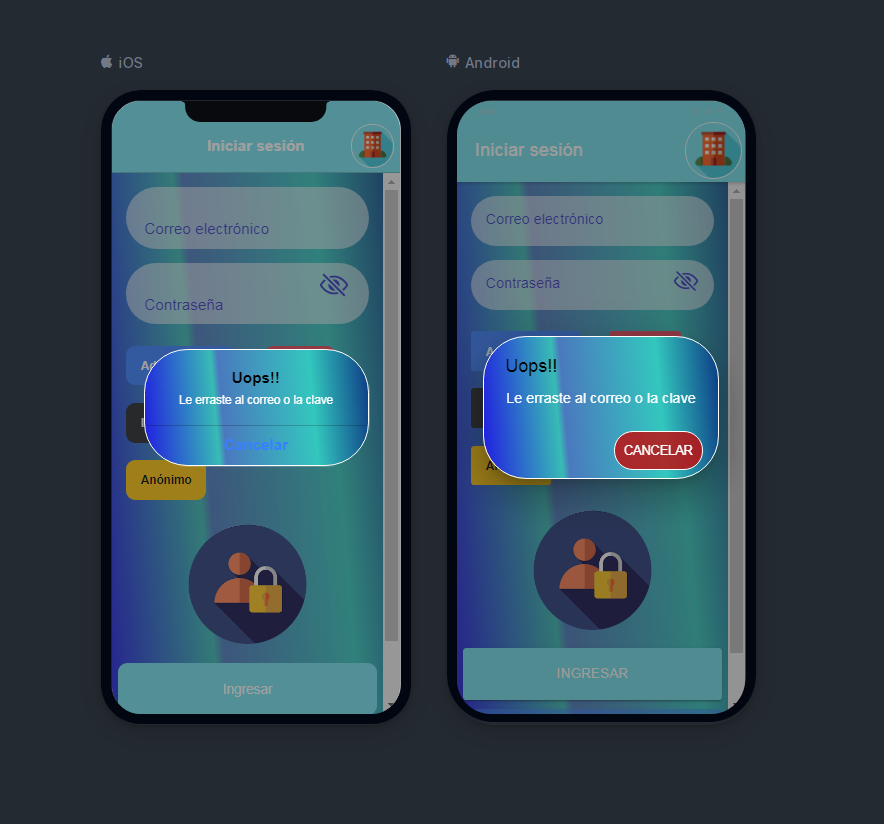 iOS
Iniciar sesión
Correo electrónico
Contraseña
Uops!!
Le erraste al correo o la clave
Cancelar
Anónimo
Ingresar
Android
Iniciar sesión
Correo electrónico
Contraseña
Uops!!
Le erraste al correo o la clave
CANCELAR
INGRESAR